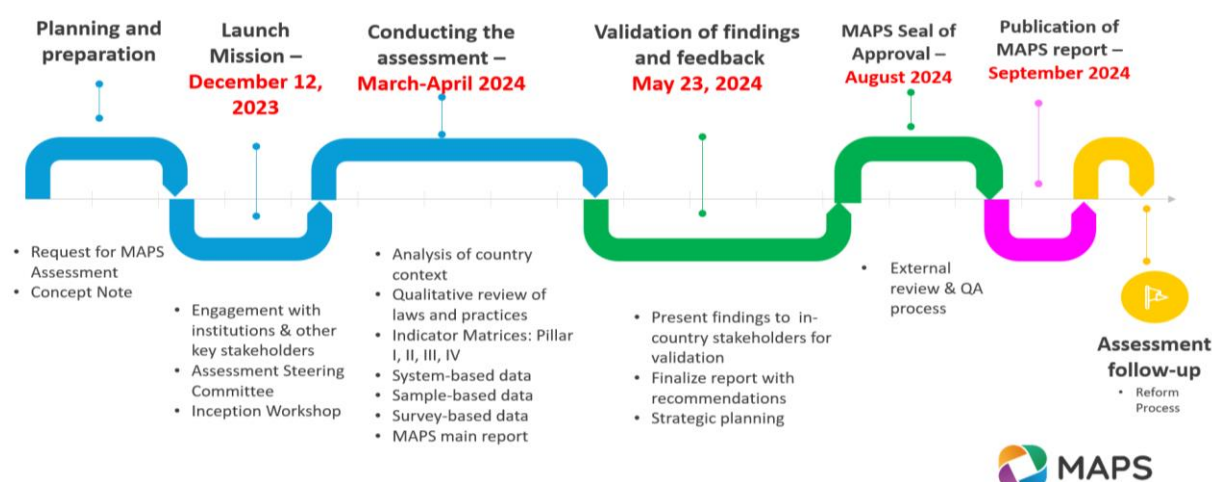 Planning and
preparation
Launch
Mission –
December 12,
2023
Conducting the
assessment –
March-April 2024
Validation of findings
and feedback
May 23, 2024
MAPS Seal of
Approval –
August 2024
Publication of
MAPS report –
September 2024
• Request for MAPS
Assessment
• Concept Note
• Engagement with
institutions & other
key stakeholders
• Assessment Steering
Committee
• Inception Workshop
• Analysis of country
context
• Qualitative review of
laws and practices
• Indicator Matrices: Pillar
I, II, III, IV
• System-based data
• Sample-based data
• Survey-based data
• MAPS main report
• Present findings to in-
country stakeholders for
validation
• Finalize report with
recommendations
• Strategic planning
• External
review & QA
process
Assessment
follow-up
• Reform
Process
MAPS